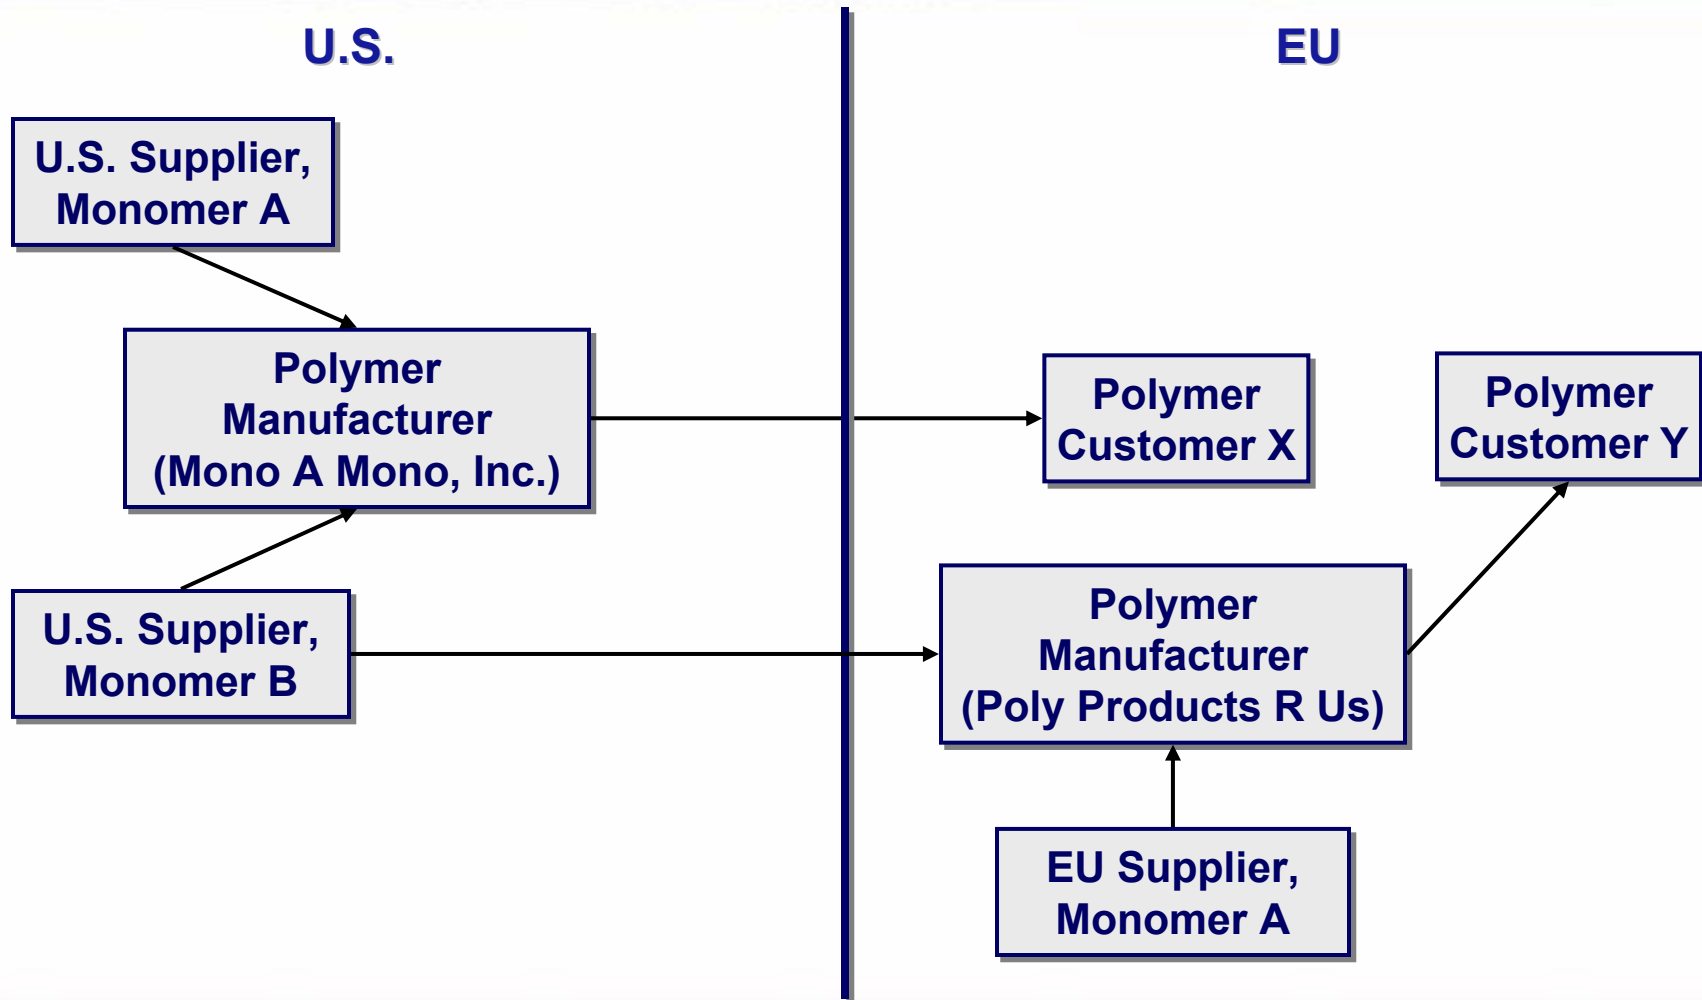 U.S.
EU
U.S. Supplier,
Monomer A
Polymer
Manufacturer
(Mono A Mono, Inc.)
Polymer
Customer X
Polymer
Customer Y
U.S. Supplier,
Monomer B
Polymer
Manufacturer
(Poly Products R Us)
EU Supplier,
Monomer A